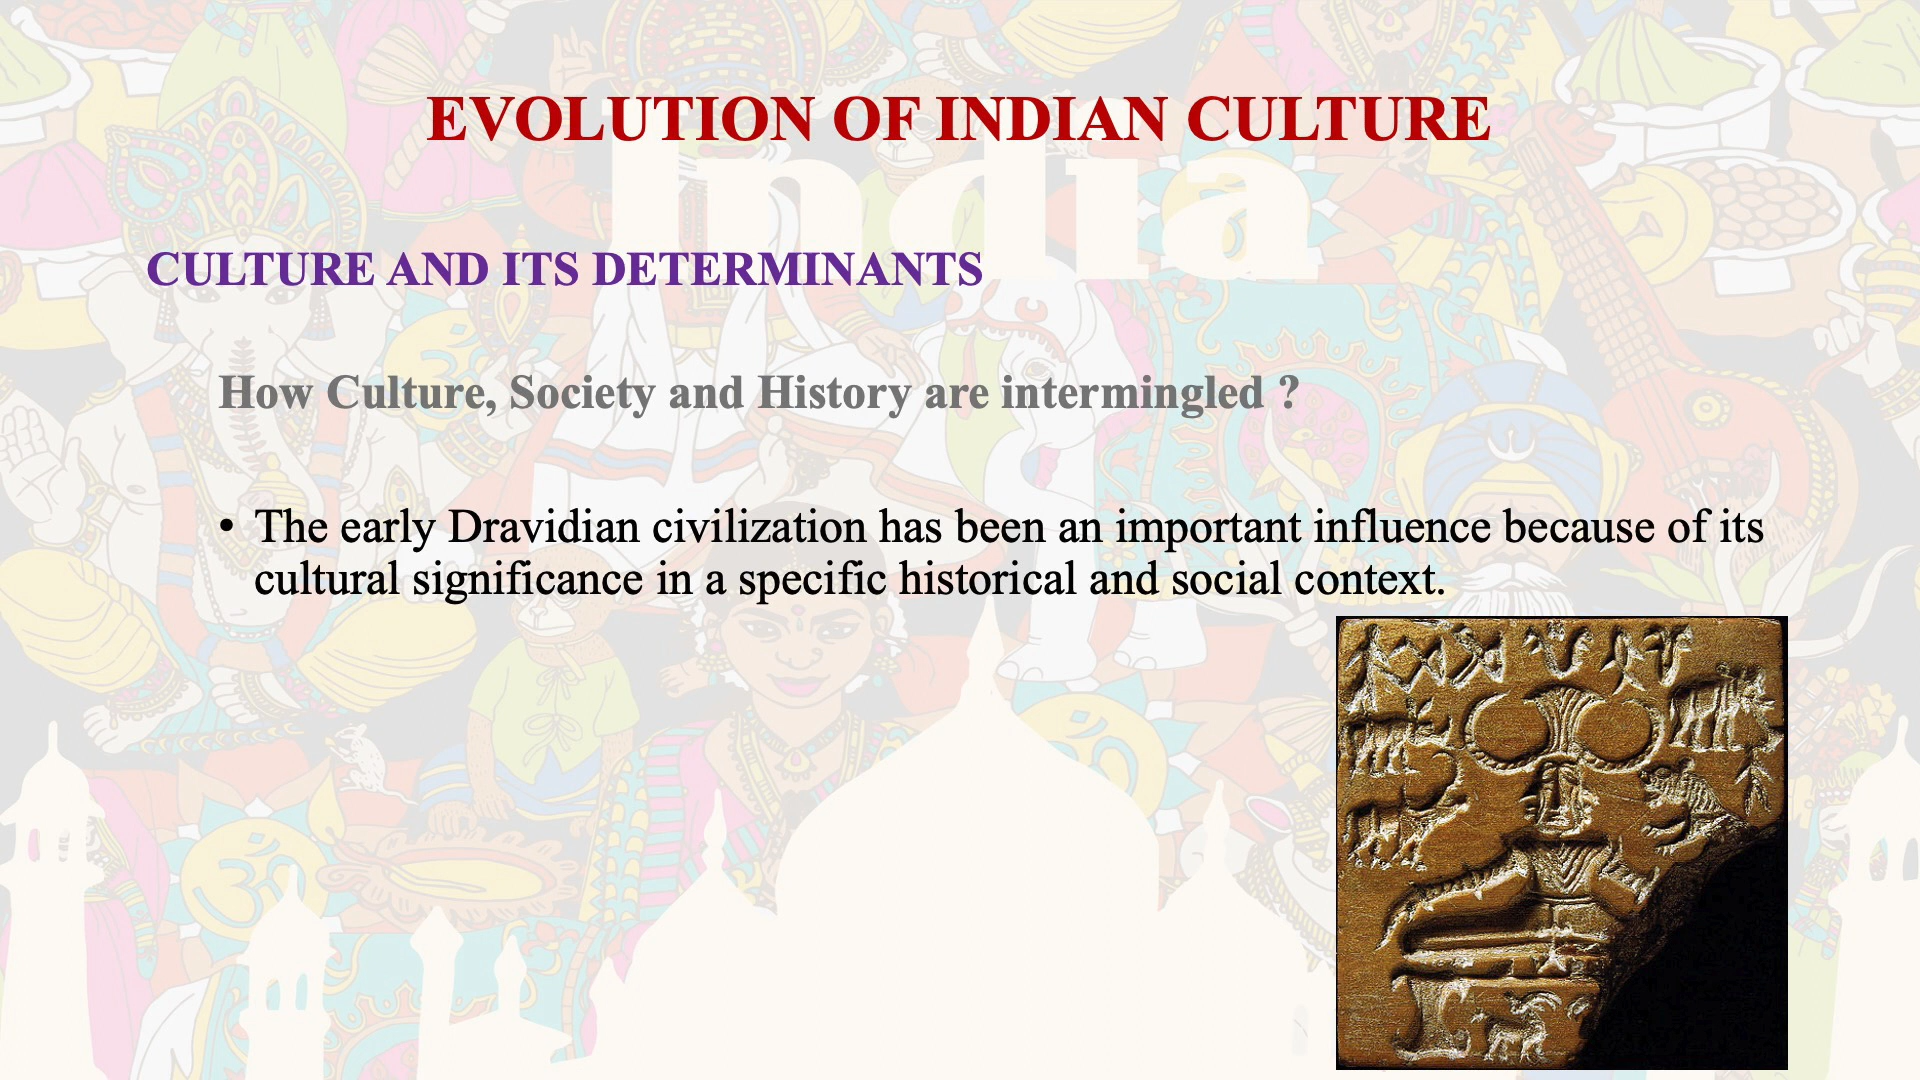 EVOLUTION OF INDIAN CULTURE
India
CULTURE AND ITS DETERMINANTS
How Culture, Society and History are intermingled ?
• The early Dravidian civilization has been an important influence because of its
cultural significance in a specific historical and social context.
ॐ